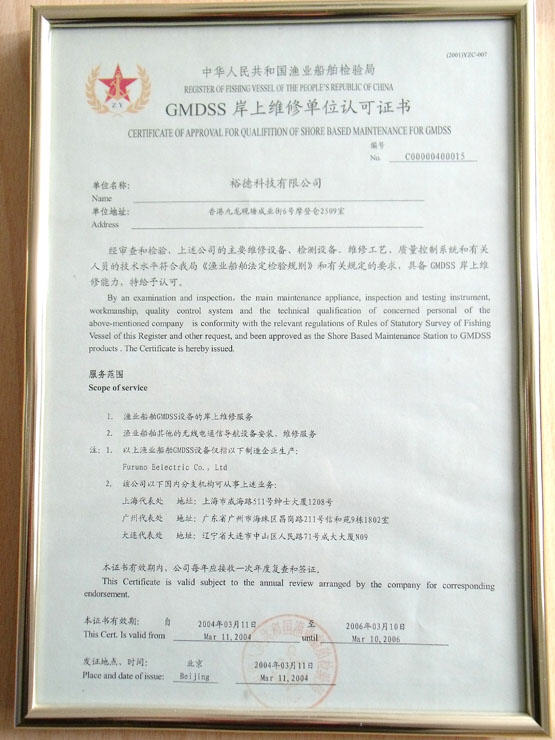 (2001)YZC-007
ZY
中华人民共和国渔业船舶检验局
REGISTER OF FISHING VESSEL OF THE PEOPLE'S REPUBLIC OF CHINA
GMDSS 岸上维修单位认可证书
CERTIFICATE OF APPROVAL FOR QUALIFITION OF SHORE BASED MAINTENANCE FOR GMDSS
编号
No. C00000400015
单位名称: 裕德科技有限公司
Name
单位地址: 香港九龙观塘成业街6号摩登仓2509室
Address
经审查和检验、上述公司的主要维修设备、检测设备、维修工艺、质量控制系统和有关
人员的技术水平符合我局《渔业船舶法定检验规则》和有关规定的要求，具备 GMDSS 岸上维
修能力，特给予认可。
By an examination and inspection, the main maintenance appliance, inspection and testing instrument,
workmanship, quality control system and the technical qualification of concerned personal of the
above-mentioned company is conformity with the relevant regulations of Rules of Statutory Survey of Fishing
Vessel of this Register and other request, and been approved as the Shore Based Maintenance Station to GMDSS
products . The Certificate is hereby issued.
服务范围
Scope of service
1. 渔业船舶GMDSS设备的岸上维修服务
2. 渔业船舶其他的无线电通信导航设备安装、维修服务
注: 1. 以上渔业船舶GMDSS设备仅指以下制造企业生产:
Furuno Eelectric Co., Ltd
2. 该公司以下国内分支机构可从事上述业务:
上海代表处 地址: 上海市威海路511号绅士大厦1208号
广州代表处 地址: 广东省广州市海珠区昌岗路211号信和苑9栋1802室
大连代表处 地址: 辽宁省大连市中山区人民路71号成大大厦N09
本证书有效期内、公司每年应接收一次年度复查和签证。
This Certificate is valid subject to the annual review arranged by the company for corresponding
endorsement.
本证书有效期: 自 2004年03月11日 至 2006年03月10日
This Cert. Is valid from Mar 11,2004 until Mar 10,2006
发证地点、时间: 北京 2004年03月11日
Place and date of issue: Beijing Mar 11,2004